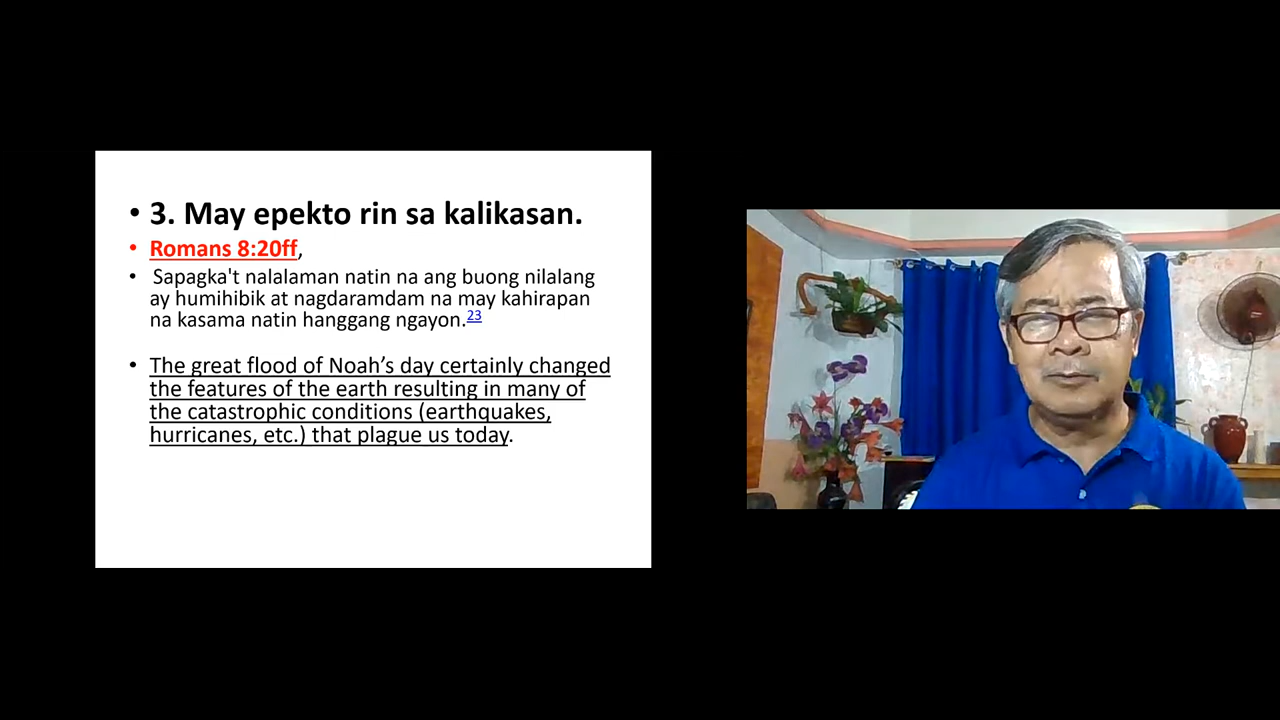 • 3. May epekto rin sa kalikasan.
• Romans 8:20ff,
• Sapagka't nalalaman natin na ang buong nilalang
ay humihibik at nagdaramdam na may kahirapan
na kasama natin hanggang ngayon.23
• The great flood of Noah’s day certainly changed
the features of the earth resulting in many of
the catastrophic conditions (earthquakes,
hurricanes, etc.) that plague us today.